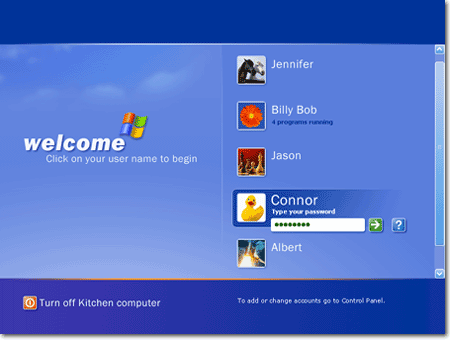 Jennifer
Billy Bob
4 programs running
Jason
welcome
Click on your user name to begin
Connor
Type your password
?
Albert
Turn off Kitchen computer
To add or change accounts go to Control Panel.